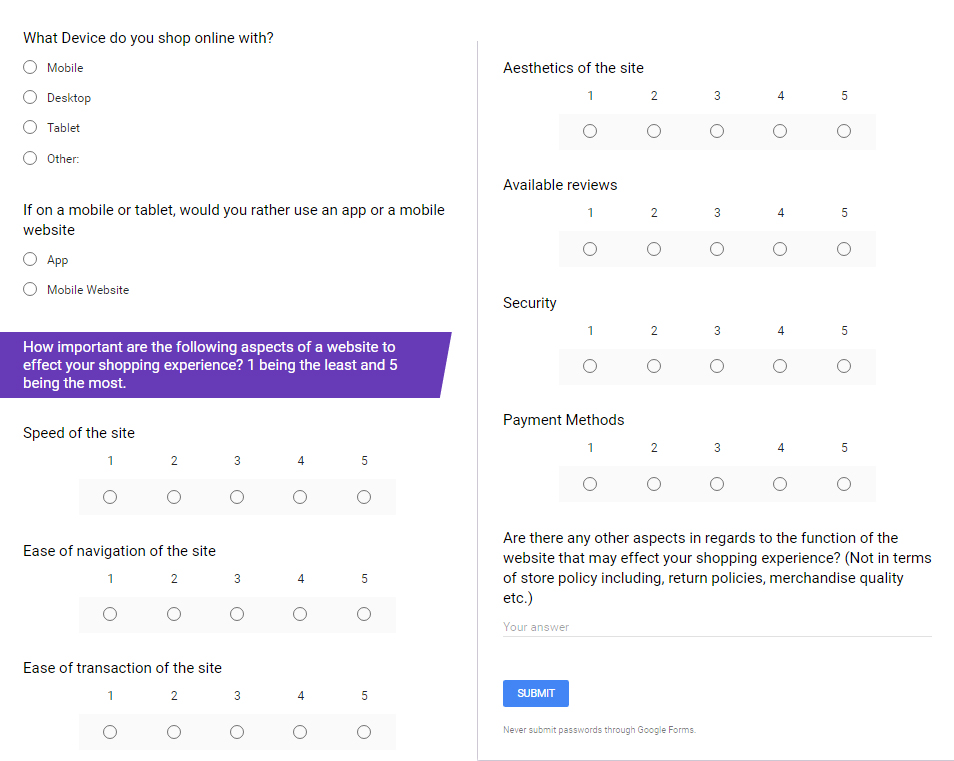 What Device do you shop online with?
Mobile
Desktop
Tablet
Other:
If on a mobile or tablet, would you rather use an app or a mobile
website
App
Mobile Website
How important are the following aspects of a website to
effect your shopping experience? 1 being the least and 5
being the most.
Speed of the site
1 2 3 4 5
Ease of navigation of the site
1 2 3 4 5
Ease of transaction of the site
1 2 3 4 5
Aesthetics of the site
1 2 3 4 5
Available reviews
1 2 3 4 5
Security
1 2 3 4 5
Payment Methods
1 2 3 4 5
Are there any other aspects in regards to the function of the
website that may effect your shopping experience? (Not in terms
of store policy including, return policies, merchandise quality
etc.)
Your answer
SUBMIT
Never submit passwords through Google Forms.